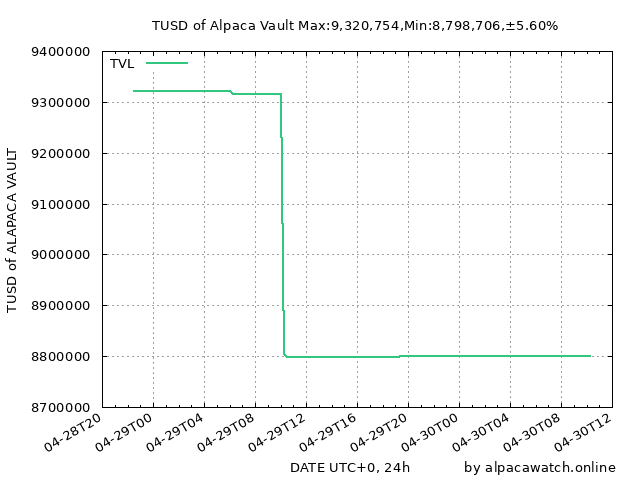 TUSD of Alpaca Vault Max:9,320,754,Min:8,798,706,±5.60%
TVL
9400000
9300000
9200000
9100000
9000000
8900000
8800000
8700000
TUSD of ALAPACA VAULT
04-28T20
04-29T00
04-29T04
04-29T08
04-29T12
04-29T16
04-29T20
04-30T00
04-30T04
04-30T08
04-30T12
DATE UTC+0, 24h
by alpacawatch.online